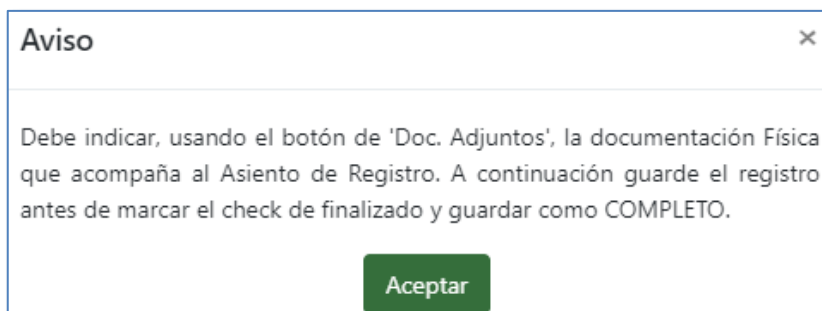 Aviso ×
Debe indicar, usando el botón de 'Doc. Adjuntos', la documentación Física
que acompaña al Asiento de Registro. A continuación guarde el registro
antes de marcar el check de finalizado y guardar como COMPLETO.
Aceptar